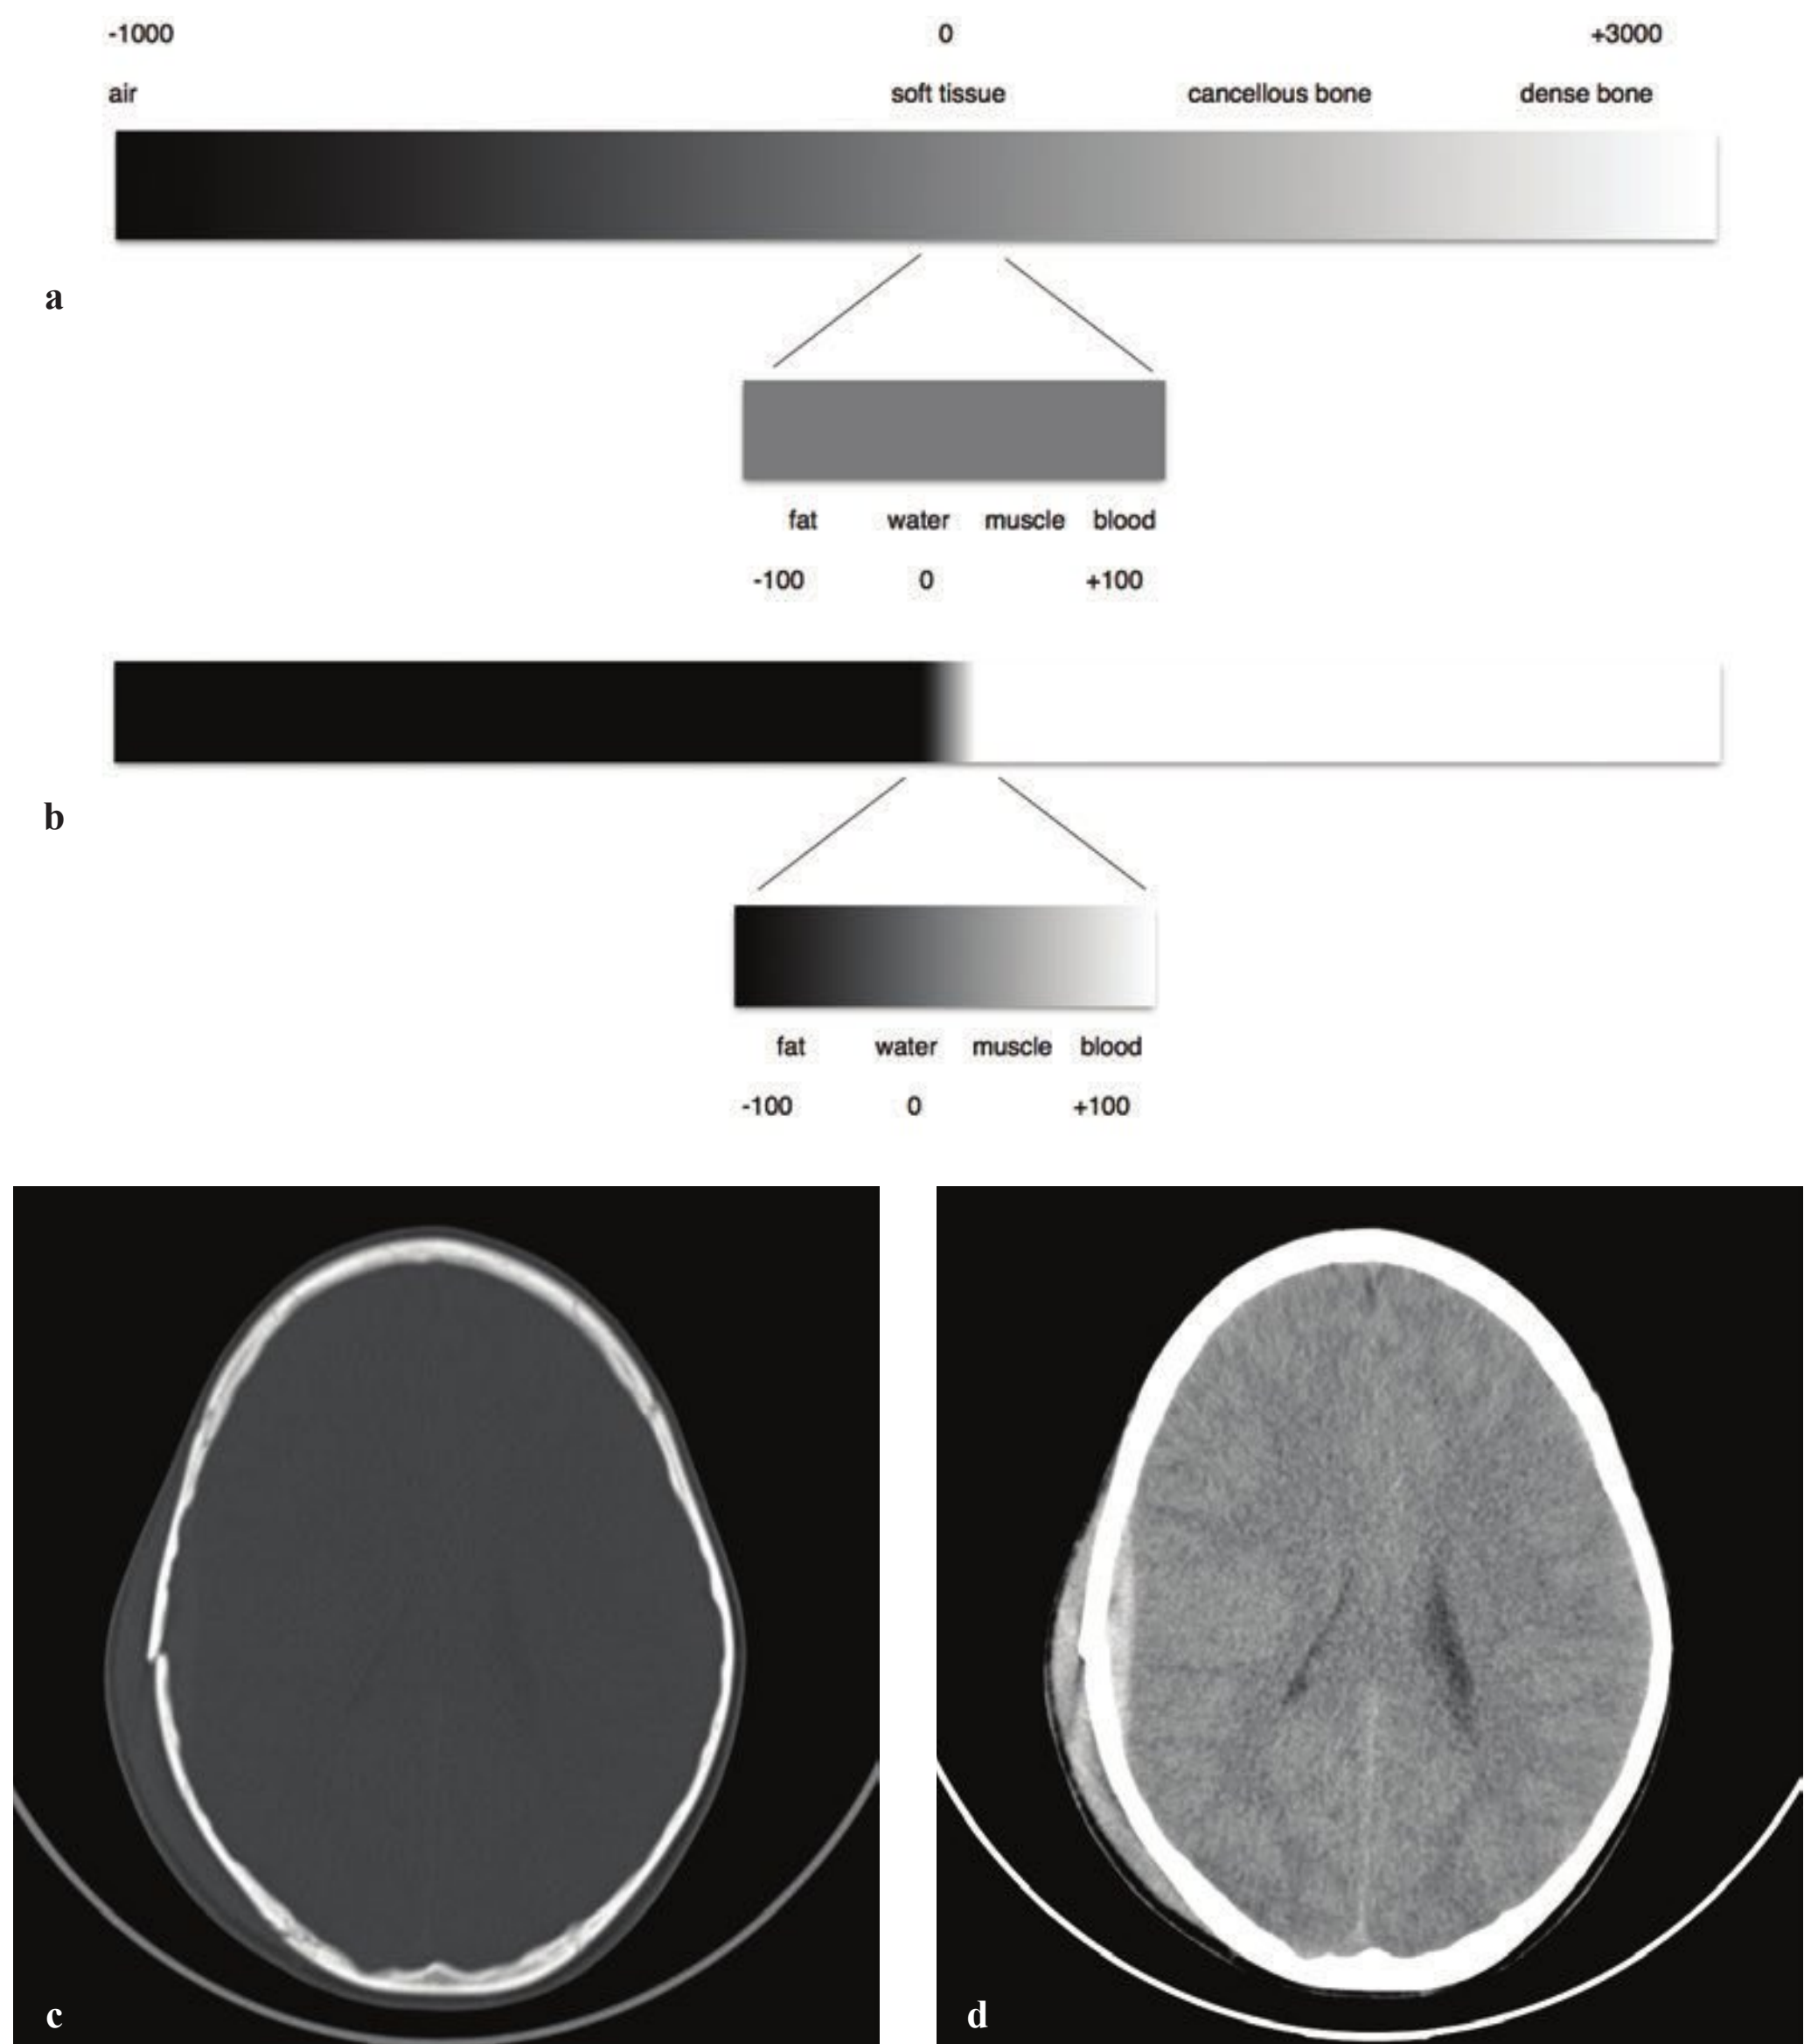 -1000 0 +3000
air soft tissue cancellous bone dense bone
a
fat water muscle blood
-100 0 +100
b
fat water muscle blood
-100 0 +100
c d